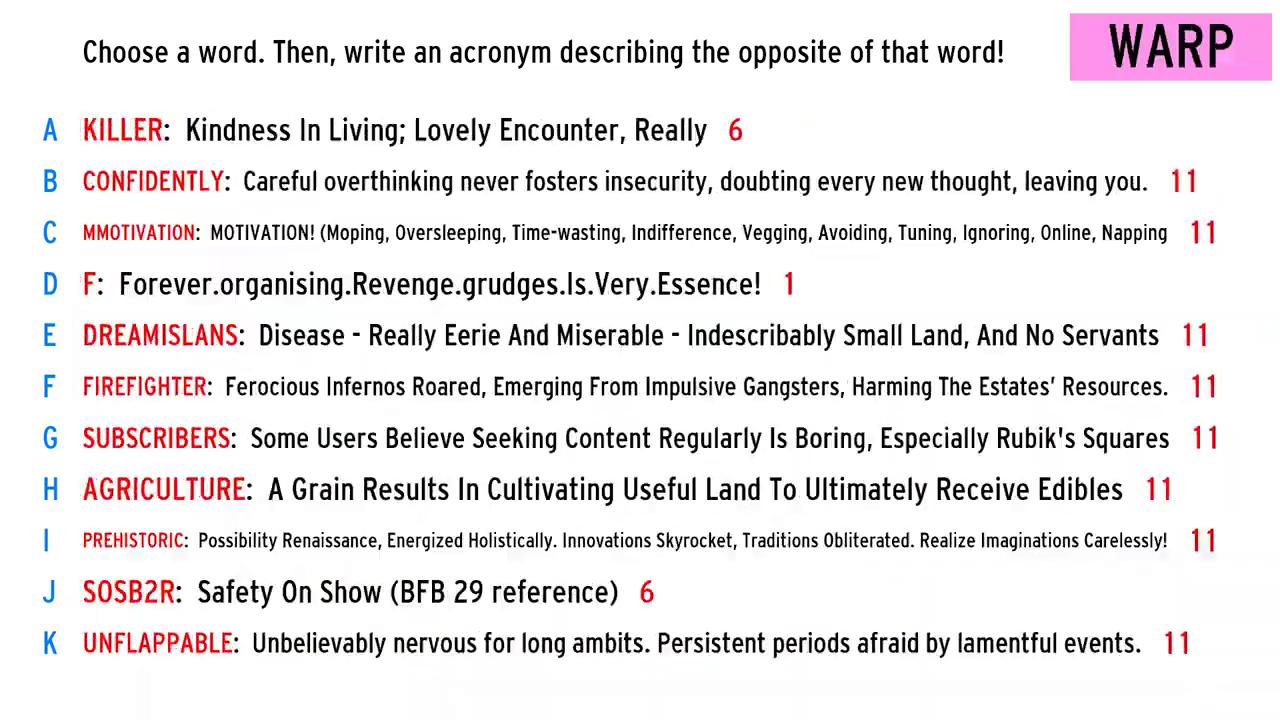 Choose a word. Then, write an acronym describing the opposite of that word!
WARP
A KILLER: Kindness In Living; Lovely Encounter, Really 6
B CONFIDENTLY: Careful overthinking never fosters insecurity, doubting every new thought, leaving you. 11
C MMOTIVATION: MOTIVATION! (Moping, Oversleeping, Time-wasting, Indifference, Vegging, Avoiding, Tuning, Ignoring, Online, Napping 11
D F: Forever.organising.Revenge.grudges.Is.Very.Essence! 1
E DREAMISLANS: Disease - Really Eerie And Miserable - Indescribably Small Land, And No Servants 11
F FIREFIGHTER: Ferocious Infernos Roared, Emerging From Impulsive Gangsters, Harming The Estates’ Resources. 11
G SUBSCRIBERS: Some Users Believe Seeking Content Regularly Is Boring, Especially Rubik's Squares 11
H AGRICULTURE: A Grain Results In Cultivating Useful Land To Ultimately Receive Edibles 11
I PREHISTORIC: Possibility Renaissance, Energized Holistically. Innovations Skyrocket, Traditions Obliterated. Realize Imaginations Carelessly! 11
J SOSB2R: Safety On Show (BFB 29 reference) 6
K UNFLAPPABLE: Unbelievably nervous for long ambits. Persistent periods afraid by lamentful events. 11